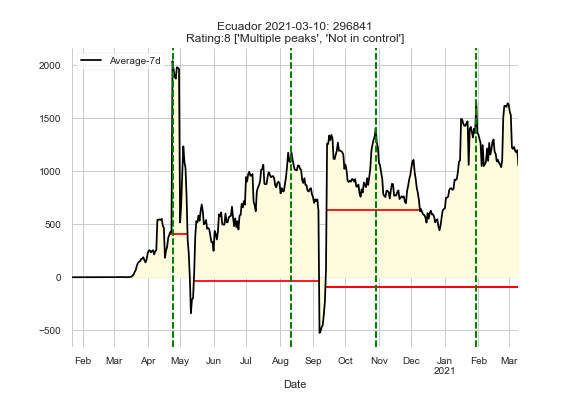 Ecuador 2021-03-10: 296841
Rating:8 ['Multiple peaks', 'Not in control']
Average-7d
2000
1500
1000
500
0
−500
Feb Mar Apr May Jun Jul Aug Sep Oct Nov Dec Jan Feb Mar
2021
Date